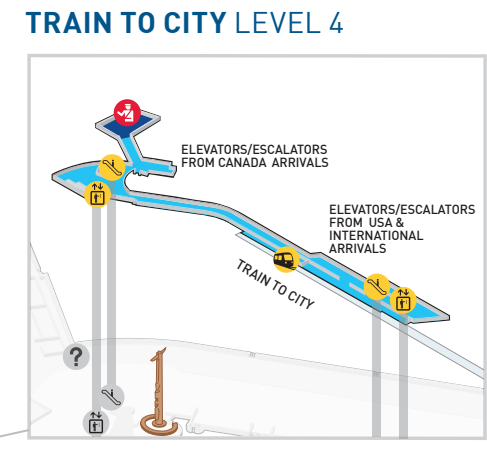 TRAIN TO CITY LEVEL 4
ELEVATORS/ESCALATORS
FROM CANADA ARRIVALS
ELEVATORS/ESCALATORS
FROM USA &
INTERNATIONAL
ARRIVALS
TRAIN TO CITY
?